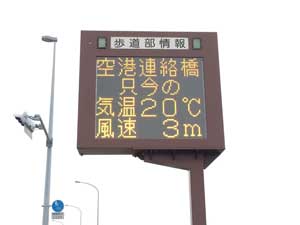 歩道部情報
空港連絡橋
只今の
気温20℃
風速 3m